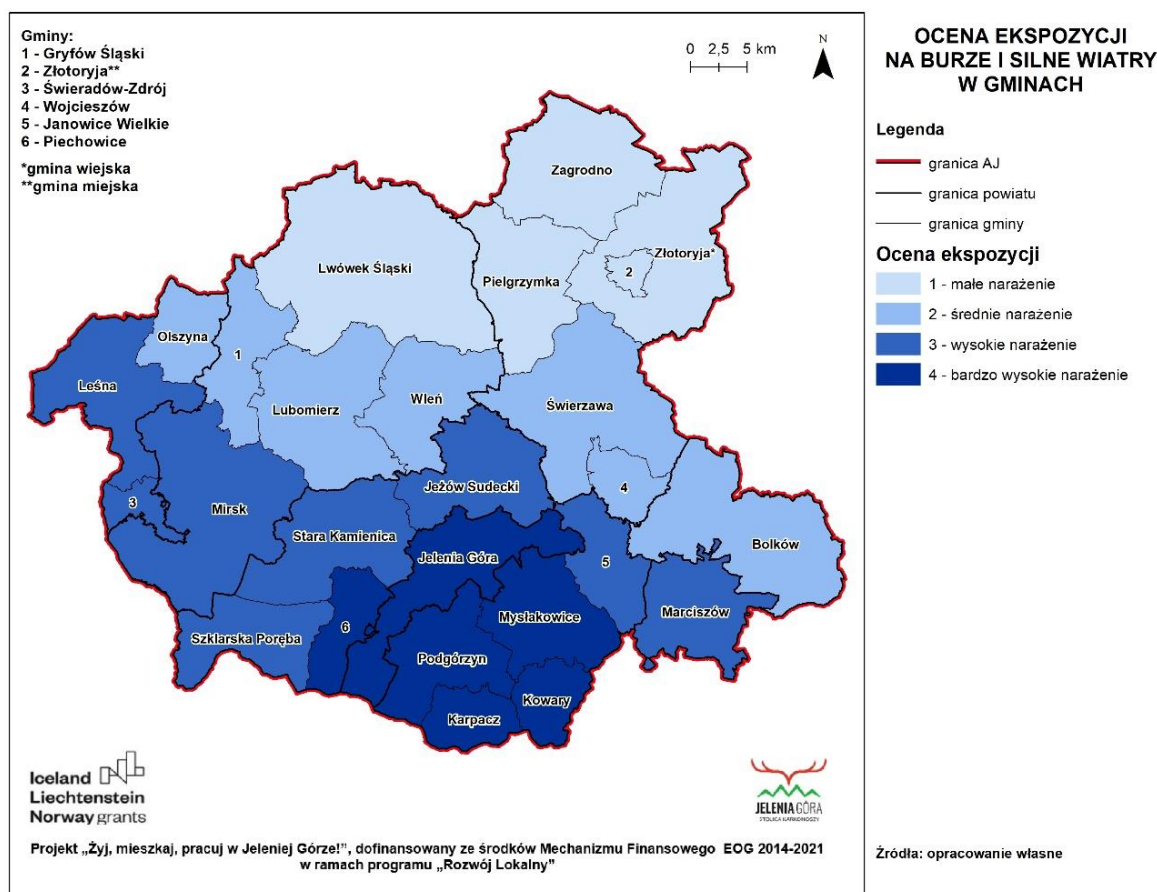 Gminy:
1 - Gryfów Śląski
2 - Złotoryja**
3 - Świeradów-Zdrój
4 - Wojcieszów
5 - Janowice Wielkie
6 - Piechowice
*gmina wiejska
**gmina miejska
0 2,5 5 km
N
OCENA EKSPOZYCJI
NA BURZE I SILNE WIATRY
W GMINACH
Legenda
granica AJ
granica powiatu
granica gminy
Ocena ekspozycji
1 - małe narażenie
2 - średnie narażenie
3 - wysokie narażenie
4 - bardzo wysokie narażenie
Zagrodno
Złotoryja*
2
Pielgrzymka
Lwówek Śląski
Olszyna
1
Leśna
Lubomierz
Wleń
Świerzawa
4
3
Mirsk
Jeżów Sudecki
Stara Kamienica
Jelenia Góra
5
Bolków
Marciszów
Mysłakowice
6
Szklarska Poręba
Podgórzyn
Kowary
Karpacz
Iceland
Liechtenstein
Norway grants
JELENIA GÓRA
STOLICA KARKONOSZY
Projekt „Żyj, mieszkaj, pracuj w Jeleniej Górze!”, dofinansowany ze środków Mechanizmu Finansowego EOG 2014-2021
w ramach programu „Rozwój Lokalny”
Źródła: opracowanie własne